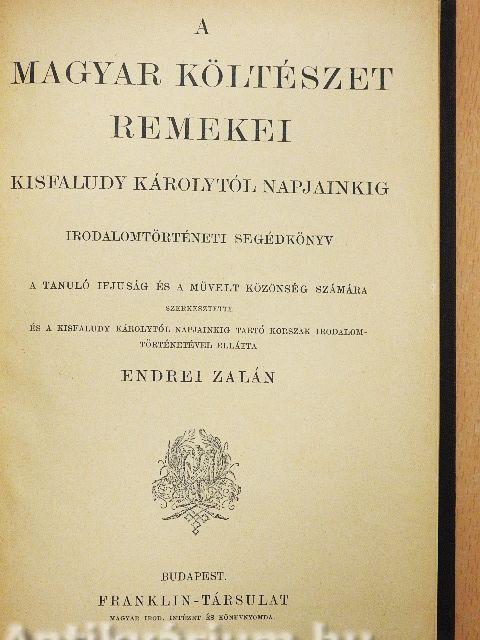 A
MAGYAR KÖLTÉSZET
REMEKEI
KISFALUDY KÁROLYTÓL NAPJAINKIG
IRODALOMTÖRTÉNETI SEGÉDKÖNYV
A TANULÓ IFJUSÁG ÉS A MŰVELT KÖZÖNSÉG SZÁMÁRA
SZERKESZTETTE
ÉS A KISFALUDY KÁROLYTÓL NAPJAINKIG TARTÓ KORSZAK IRODALOM-
TÖRTÉNETÉVEL ELLÁTTA
ENDREI ZALÁN
BUDAPEST.
FRANKLIN-TÁRSULAT
MAGYAR IROD. INTÉZET ÉS KÖNYVNYOMDA.